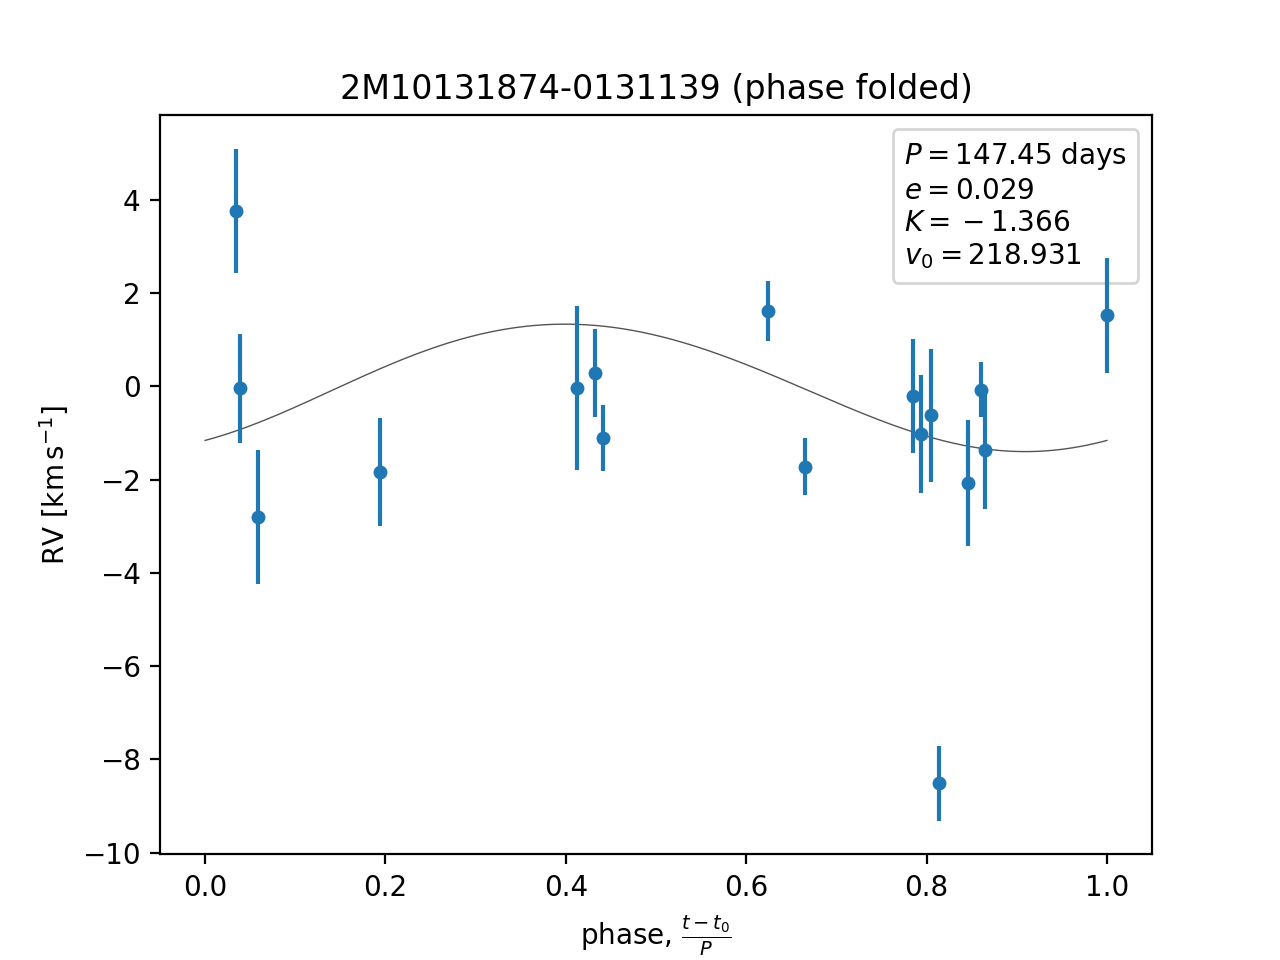 2M10131874-0131139 (phase folded)
P = 147.45 days
e = 0.029
K = −1.366
v₀ = 218.931
RV [km s⁻¹]
4
2
0
−2
−4
−6
−8
−10
0.0 0.2 0.4 0.6 0.8 1.0
phase, (t − t₀)/P